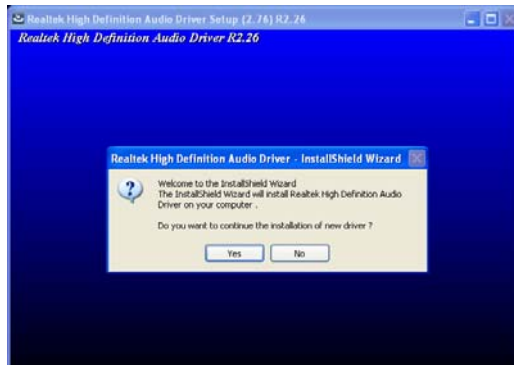 Realtek High Definition Audio Driver Setup (2.76) R2.26
Realtek High Definition Audio Driver R2.26
Realtek High Definition Audio Driver - InstallShield Wizard
Welcome to the InstallShield Wizard
The InstallShield Wizard will install Realtek High Definition Audio
Driver on your computer .
Do you want to continue the installation of new driver ?
Yes
No